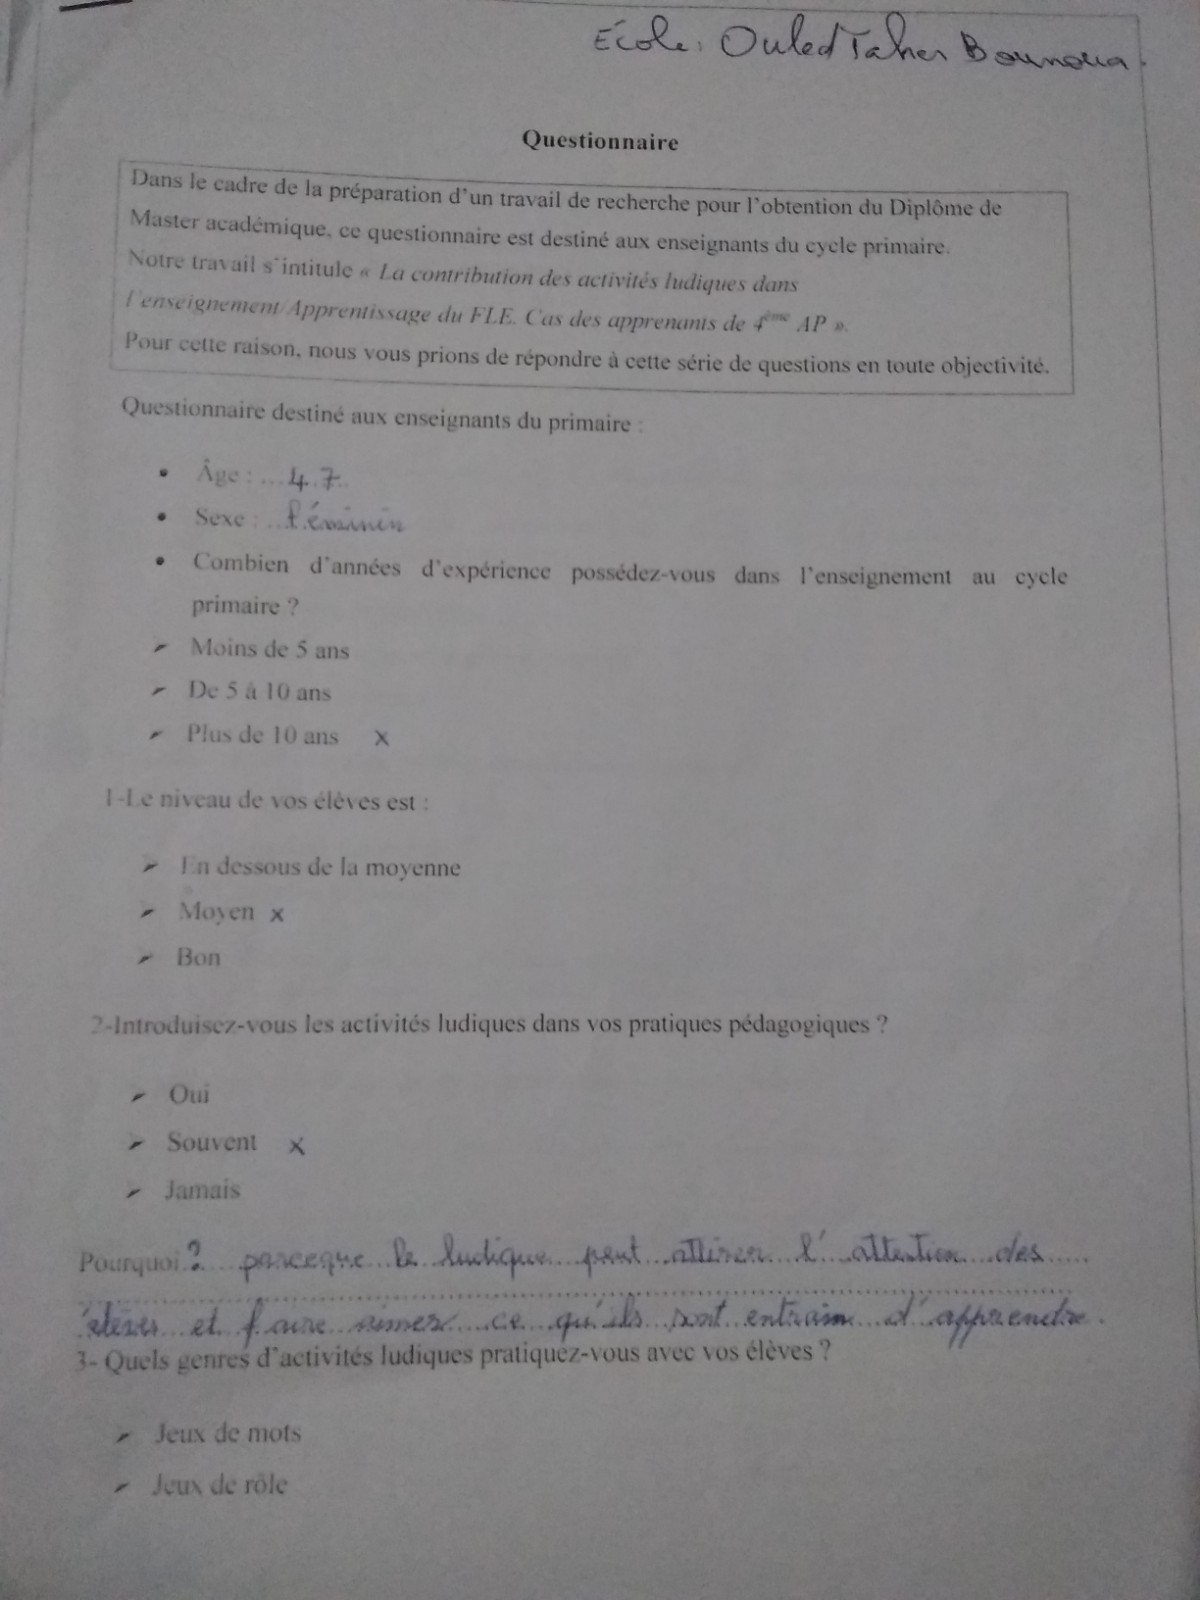 École: Ouled Taher Bounoua.
Questionnaire
Dans le cadre de la préparation d'un travail de recherche pour l'obtention du Diplôme de
Master académique, ce questionnaire est destiné aux enseignants du cycle primaire.
Notre travail s'intitule « La contribution des activités ludiques dans
l'enseignement/Apprentissage du FLE. Cas des apprenants de 4ème AP ».
Pour cette raison, nous vous prions de répondre à cette série de questions en toute objectivité.
Questionnaire destiné aux enseignants du primaire :
• Âge : ...47..
• Sexe : ..féminin
• Combien d'années d'expérience possédez-vous dans l'enseignement au cycle
primaire ?
➤ Moins de 5 ans
➤ De 5 à 10 ans
➤ Plus de 10 ans x
1-Le niveau de vos élèves est :
➤ En dessous de la moyenne
➤ Moyen x
➤ Bon
2-Introduisez-vous les activités ludiques dans vos pratiques pédagogiques ?
➤ Oui
➤ Souvent x
➤ Jamais
Pourquoi ? parceque le ludique peut attirer l'attention des
élèves et faire aimer ce qu'ils sont entraim d'apprendre.
3- Quels genres d'activités ludiques pratiquez-vous avec vos élèves ?
➤ Jeux de mots
➤ Jeux de rôle